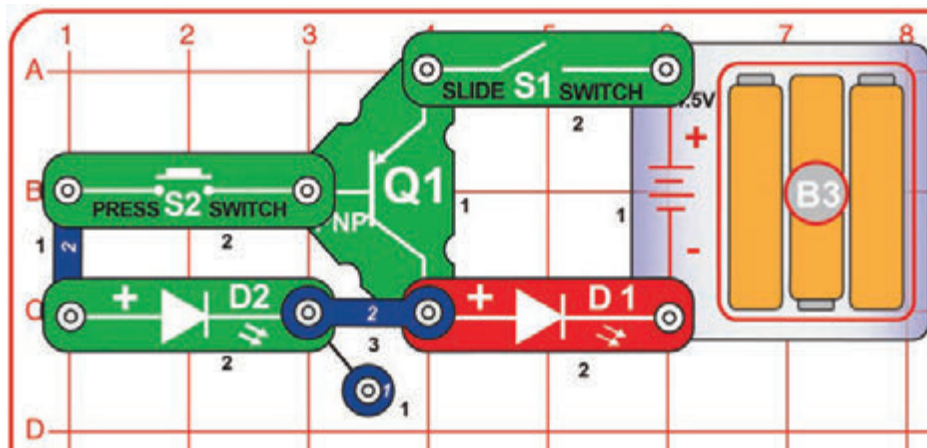 1 2 3 4 5 6 7 8
A
SLIDE S1 SWITCH
.5V
2
+
B
PRESS S2 SWITCH
NP
Q1
1
1
B3
2
1
2
-
C
+
D2
2
+
D1
2
3
2
1
1
D